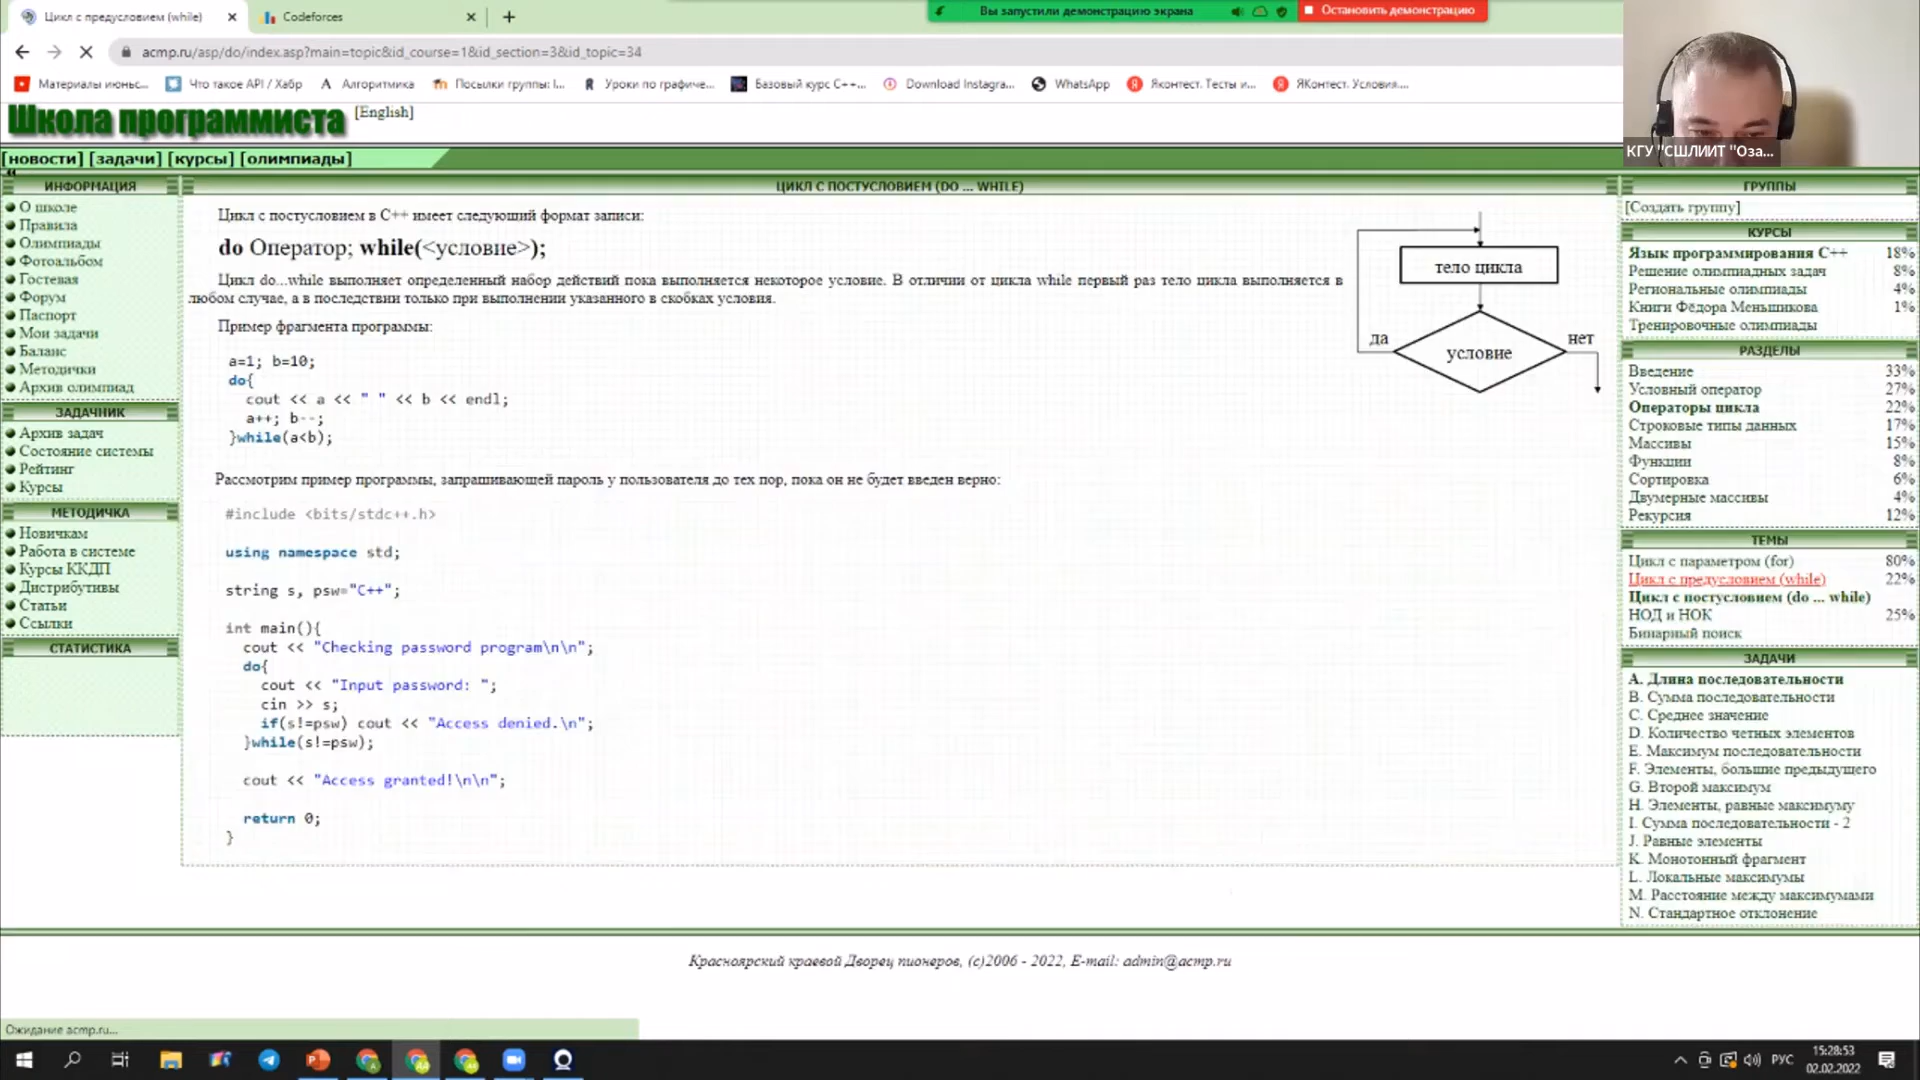 Цикл с предусловием (while)
Codeforces
Вы запустили демонстрацию экрана
Остановить демонстрацию
acmp.ru/asp/do/index.asp?main=topic&id_course=1&id_section=3&id_topic=34
Материалы июньс...
Что такое API / Хабр
Алгоритмика
Посылки группы: I...
Уроки по графиче...
Базовый курс C++-...
Download Instagra...
WhatsApp
Яконтест. Тесты и...
ЯКонтест. Условия....
КГУ "СШЛИИТ "Оза...
Школа программиста
[English]
[новости] [задачи] [курсы] [олимпиады]
ИНФОРМАЦИЯ
О школе
Правила
Олимпиады
Фотоальбом
Гостевая
Форум
Паспорт
Мои задачи
Баланс
Методички
Архив олимпиад
ЗАДАЧНИК
Архив задач
Состояние системы
Рейтинг
Курсы
МЕТОДИЧКА
Новичкам
Работа в системе
Курсы ККДП
Дистрибутивы
Статьи
Ссылки
СТАТИСТИКА
ЦИКЛ С ПОСТУСЛОВИЕМ (DO ... WHILE)
Цикл с постусловием в C++ имеет следующий формат записи:
do Оператор; while(<условие>);
Цикл do...while выполняет определенный набор действий пока выполняется некоторое условие. В отличии от цикла while первый раз тело цикла выполняется в
любом случае, а в последствии только при выполнении указанного в скобках условия.
Пример фрагмента программы:
a=1; b=10;
do{
cout << a << " " << b << endl;
a++; b--;
}while(a<b);
тело цикла
да
условие
нет
Рассмотрим пример программы, запрашивающей пароль у пользователя до тех пор, пока он не будет введен верно:
#include <bits/stdc++.h>
using namespace std;
string s, psw="C++";
int main(){
cout << "Checking password program\n\n";
do{
cout << "Input password: ";
cin >> s;
if(s!=psw) cout << "Access denied.\n";
}while(s!=psw);
cout << "Access granted!\n\n";
return 0;
}
ГРУППЫ
[Создать группу]
КУРСЫ
Язык программирования C++ 18%
Решение олимпиадных задач 8%
Региональные олимпиады 4%
Книги Фёдора Меньшикова 1%
Тренировочные олимпиады
РАЗДЕЛЫ
Введение 33%
Условный оператор 27%
Операторы цикла 22%
Строковые типы данных 17%
Массивы 15%
Функции 8%
Сортировка 6%
Двумерные массивы 4%
Рекурсия 12%
ТЕМЫ
Цикл с параметром (for) 80%
Цикл с предусловием (while) 22%
Цикл с постусловием (do ... while)
НОД и НОК 25%
Бинарный поиск
ЗАДАЧИ
A. Длина последовательности
B. Сумма последовательности
C. Среднее значение
D. Количество четных элементов
E. Максимум последовательности
F. Элементы, большие предыдущего
G. Второй максимум
H. Элементы, равные максимуму
I. Сумма последовательности - 2
J. Равные элементы
K. Монотонный фрагмент
L. Локальные максимумы
M. Расстояние между максимумами
N. Стандартное отклонение
Красноярский краевой Дворец пионеров, (c)2006 - 2022, E-mail: admin@acmp.ru
Ожидание acmp.ru...
РУС
15:28:53
02.02.2022